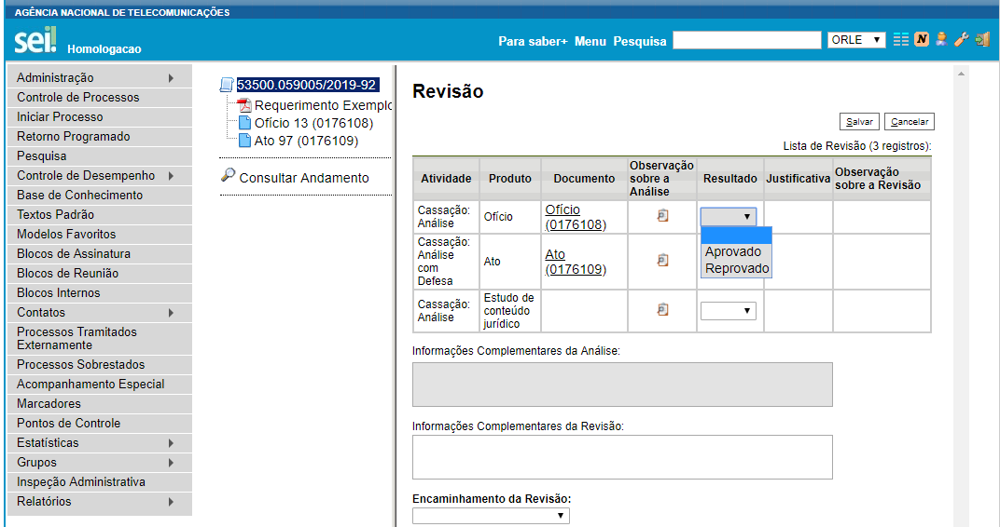 AGÊNCIA NACIONAL DE TELECOMUNICAÇÕES
sei!
Homologacao
Para saber+ Menu Pesquisa
ORLE
N
Administração
Controle de Processos
Iniciar Processo
Retorno Programado
Pesquisa
Controle de Desempenho
Base de Conhecimento
Textos Padrão
Modelos Favoritos
Blocos de Assinatura
Blocos de Reunião
Blocos Internos
Contatos
Processos Tramitados
Externamente
Processos Sobrestados
Acompanhamento Especial
Marcadores
Pontos de Controle
Estatísticas
Grupos
Inspeção Administrativa
Relatórios
53500.059005/2019-92
Requerimento Exemplo
Ofício 13 (0176108)
Ato 97 (0176109)
Consultar Andamento
Revisão
Salvar
Cancelar
Lista de Revisão (3 registros):
Atividade
Produto
Documento
Observação
sobre a
Análise
Resultado
Justificativa
Observação
sobre a Revisão
Cassação:
Análise
Ofício
Ofício
(0176108)
Aprovado
Reprovado
Cassação:
Análise
com
Defesa
Ato
Ato
(0176109)
Cassação:
Análise
Estudo de
conteúdo
jurídico
Informações Complementares da Análise:
Informações Complementares da Revisão:
Encaminhamento da Revisão: